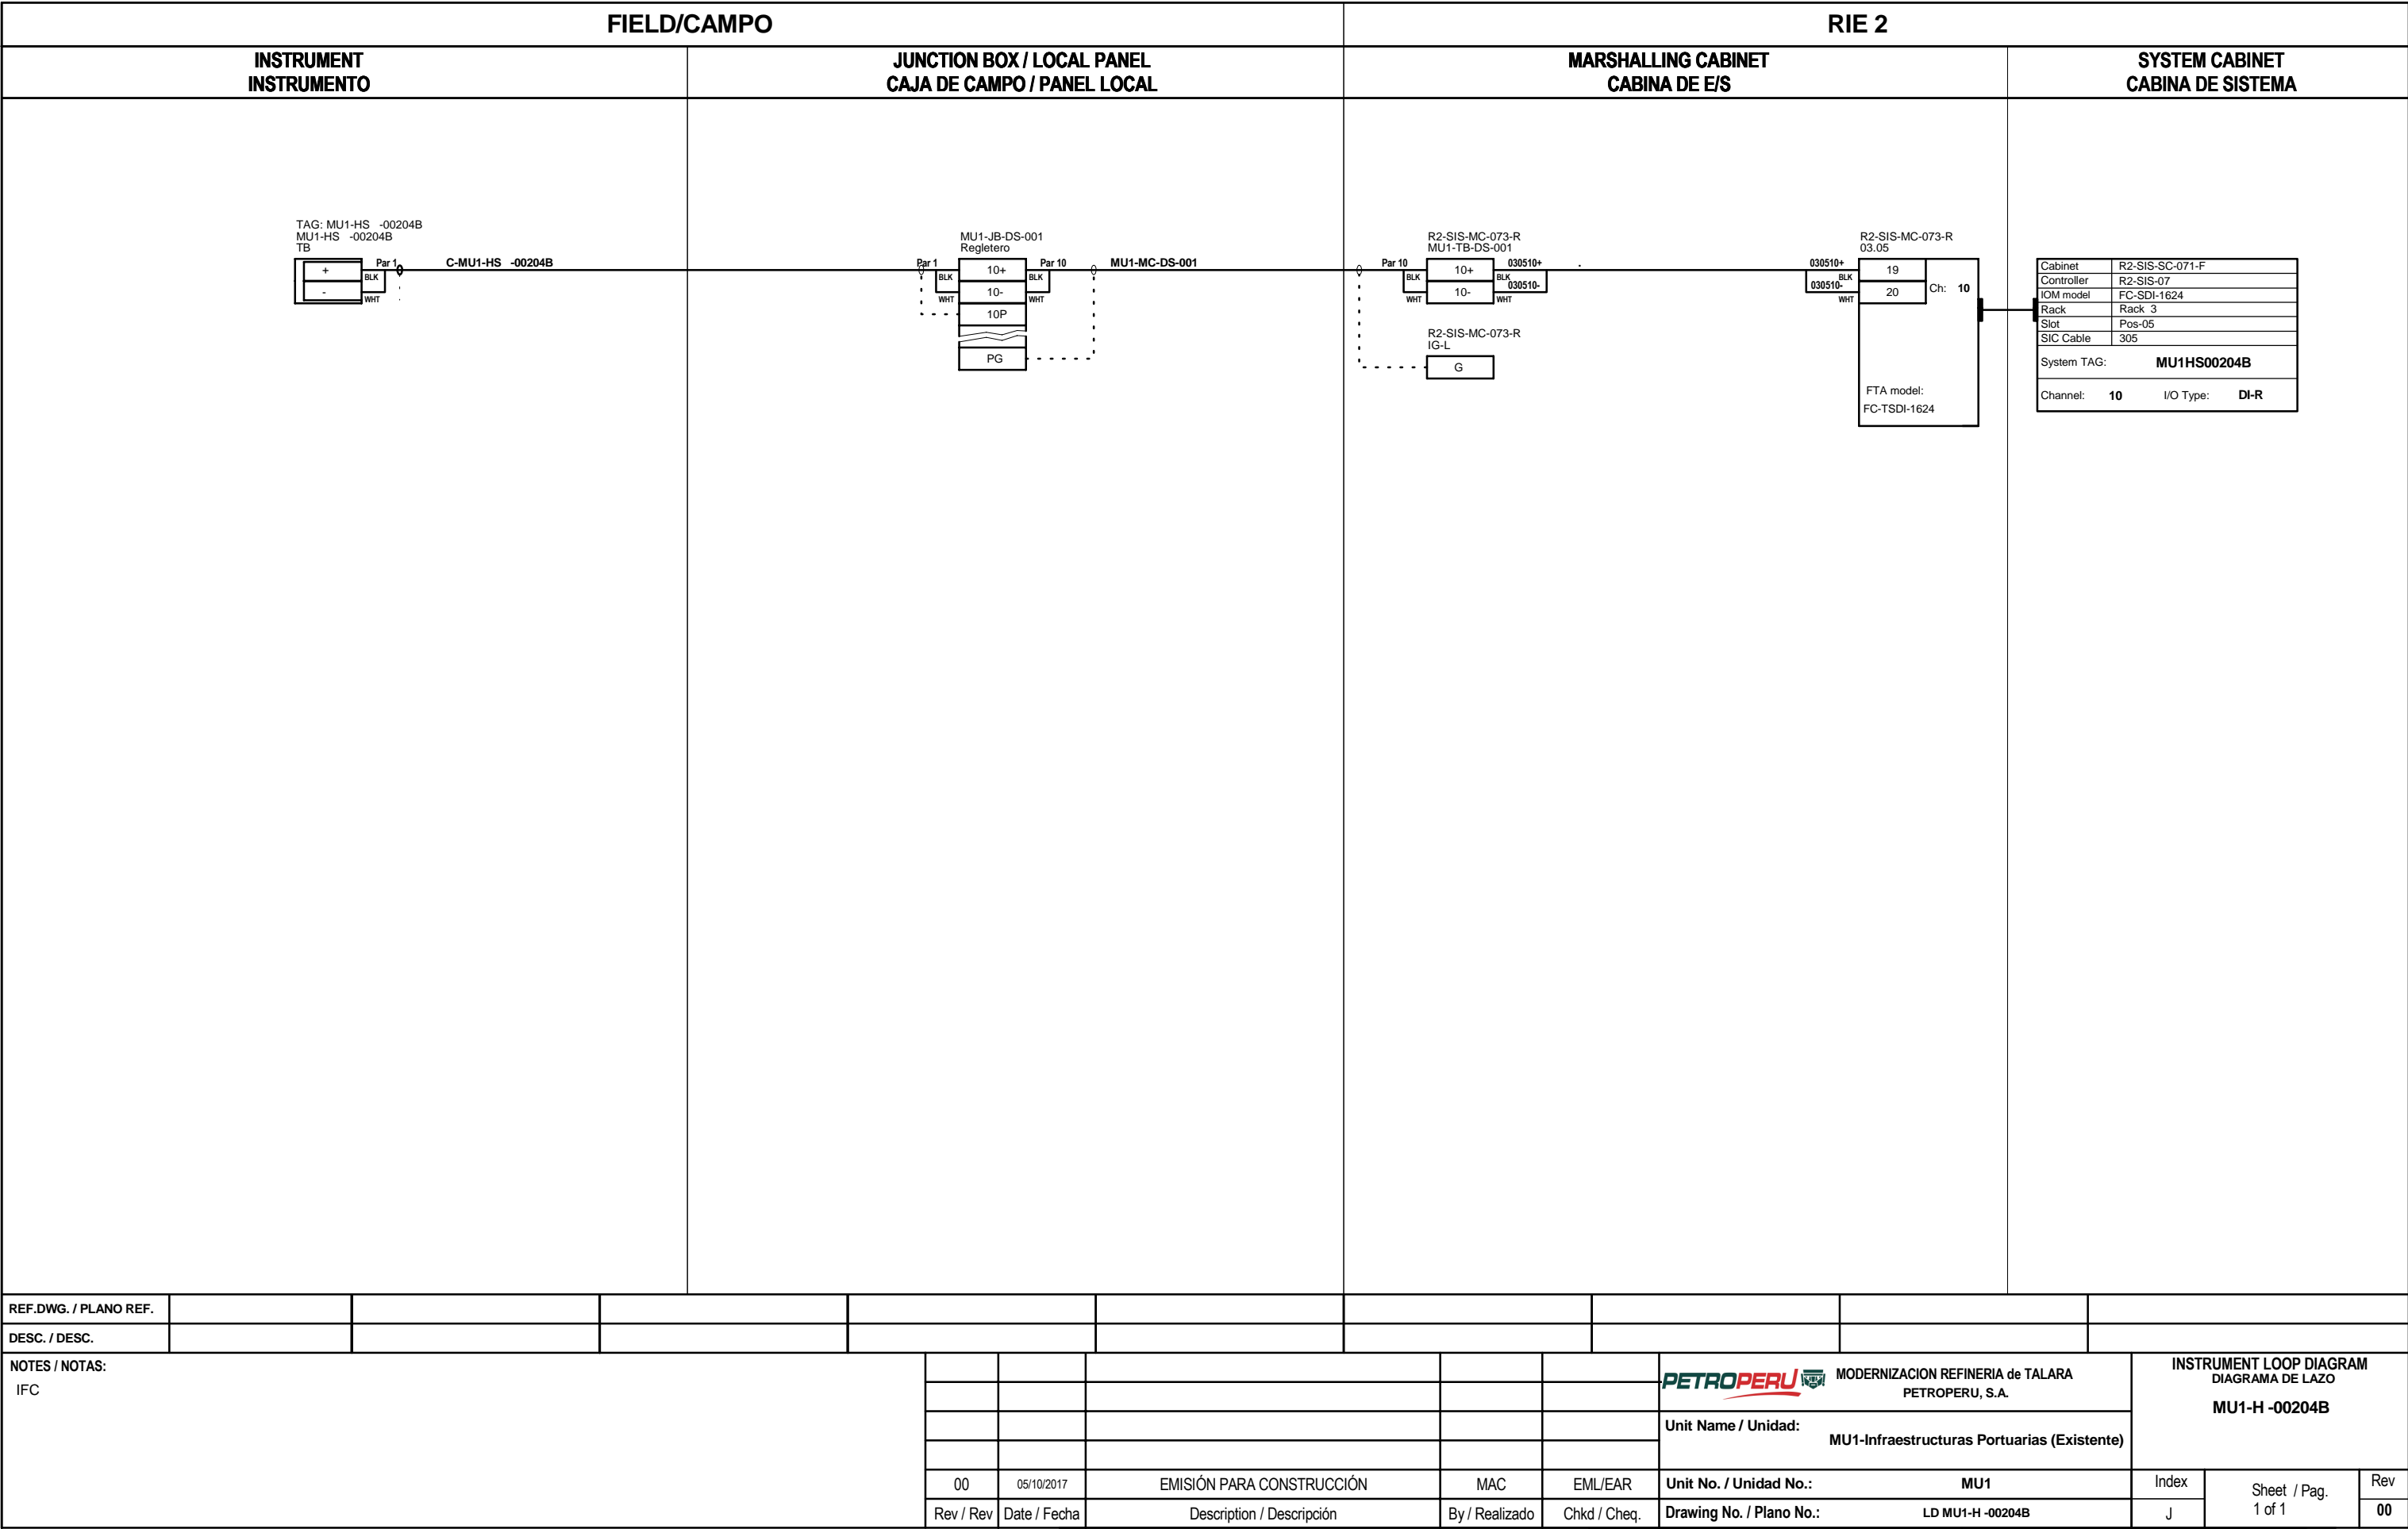 FIELD/CAMPO
RIE 2
INSTRUMENT
INSTRUMENTO
JUNCTION BOX / LOCAL PANEL
CAJA DE CAMPO / PANEL LOCAL
MARSHALLING CABINET
CABINA DE E/S
SYSTEM CABINET
CABINA DE SISTEMA
TAG: MU1-HS -00204B
MU1-HS -00204B
TB
+
-
Par 1
BLK
WHT
C-MU1-HS -00204B
MU1-JB-DS-001
Regletero
Par 1
BLK
WHT
10+
10-
10P
PG
Par 10
BLK
WHT
MU1-MC-DS-001
R2-SIS-MC-073-R
MU1-TB-DS-001
Par 10
BLK
WHT
10+
10-
030510+
BLK
030510-
WHT
R2-SIS-MC-073-R
IG-L
G
R2-SIS-MC-073-R
03.05
030510+
BLK
030510-
WHT
19
20
Ch: 10
FTA model:
FC-TSDI-1624
Cabinet R2-SIS-SC-071-F
Controller R2-SIS-07
IOM model FC-SDI-1624
Rack Rack 3
Slot Pos-05
SIC Cable 305
System TAG: MU1HS00204B
Channel: 10 I/O Type: DI-R
REF.DWG. / PLANO REF.
DESC. / DESC.
NOTES / NOTAS:
IFC
00 05/10/2017 EMISIÓN PARA CONSTRUCCIÓN MAC EML/EAR
Rev / Rev Date / Fecha Description / Descripción By / Realizado Chkd / Cheq.
PETROPERU
MODERNIZACION REFINERIA de TALARA
PETROPERU, S.A.
Unit Name / Unidad:
MU1-Infraestructuras Portuarias (Existente)
Unit No. / Unidad No.: MU1
Drawing No. / Plano No.: LD MU1-H -00204B
INSTRUMENT LOOP DIAGRAM
DIAGRAMA DE LAZO
MU1-H -00204B
Index
J
Sheet / Pag.
1 of 1
Rev
00